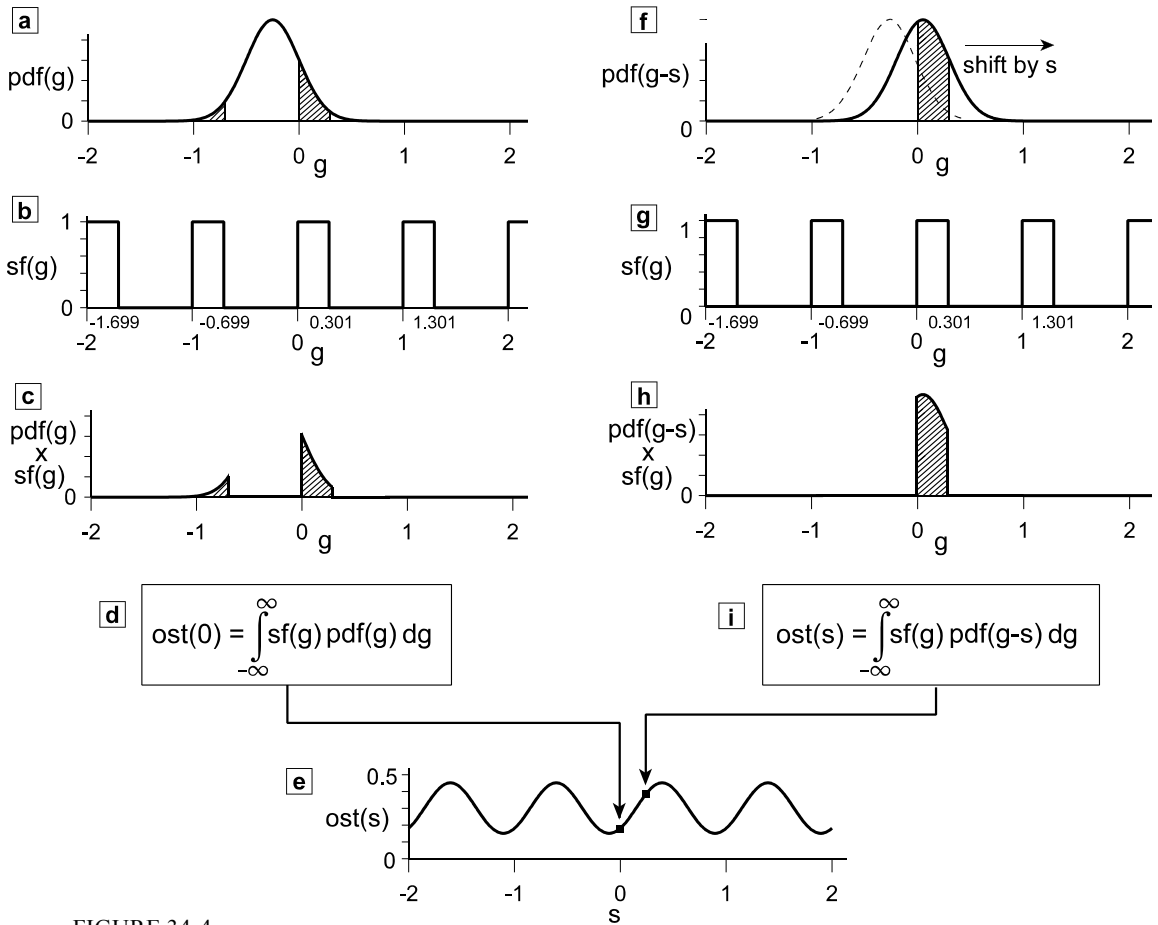 a
pdf(g)
0
-2 -1 0 1 2
g
b
1
sf(g)
0
-1.699 -0.699 0.301 1.301
-2 -1 0 1 2
g
c
pdf(g)
x
sf(g)
0
-2 -1 0 1 2
g
f
pdf(g-s)
shift by s
0
-2 -1 0 1 2
g
g
1
sf(g)
0
-1.699 -0.699 0.301 1.301
-2 -1 0 1 2
g
h
pdf(g-s)
x
sf(g)
0
-2 -1 0 1 2
g
d
ost(0) = ∫ sf(g) pdf(g) dg
∞
-∞
i
ost(s) = ∫ sf(g) pdf(g-s) dg
∞
-∞
e
0.5
ost(s)
0
-2 -1 0 1 2
s
FIGURE 34-4